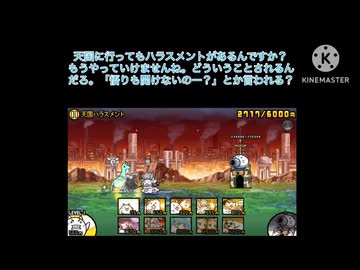 天国に行ってもハラスメントがあるんですか?
もうやっていけませんね。どういうことされるん
だろ。「悟りも開けないのー?」とか言われる?
KINEMASTER
天国ハラスメント
2717/6000円
LEVEL